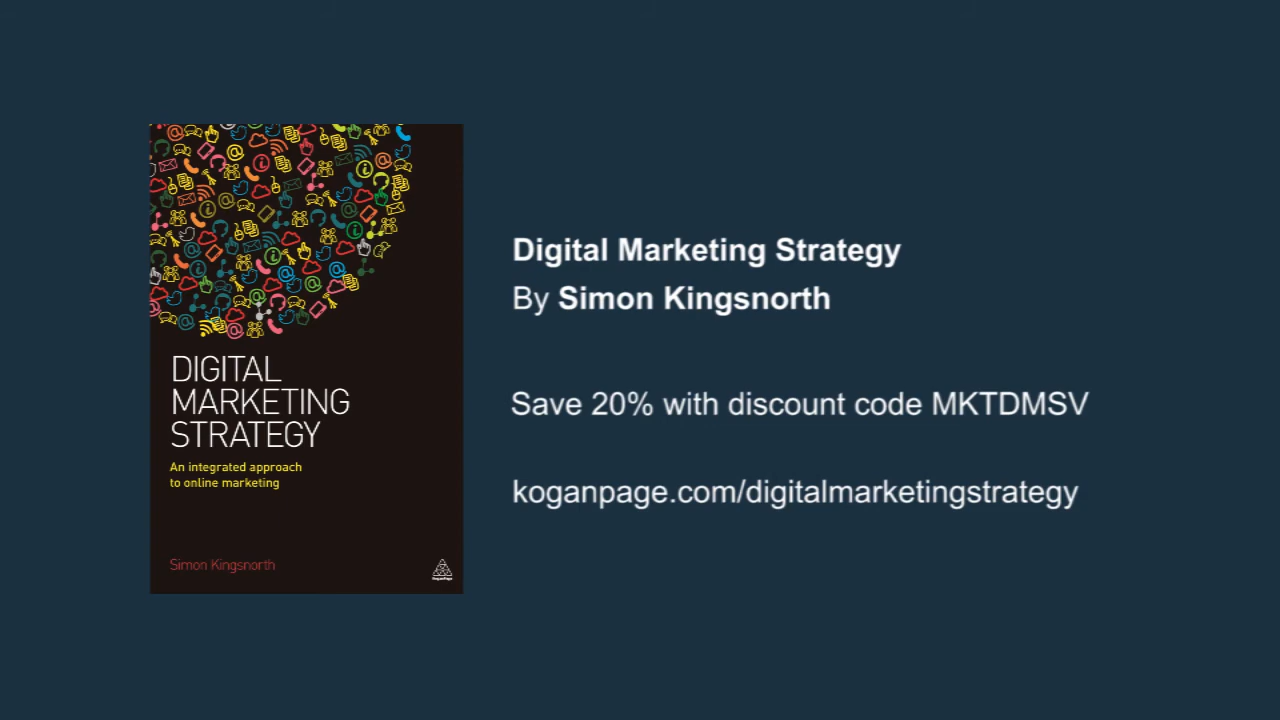 DIGITAL
MARKETING
STRATEGY
An integrated approach
to online marketing
Simon Kingsnorth
KoganPage
Digital Marketing Strategy
By Simon Kingsnorth
Save 20% with discount code MKTDMSV
koganpage.com/digitalmarketingstrategy